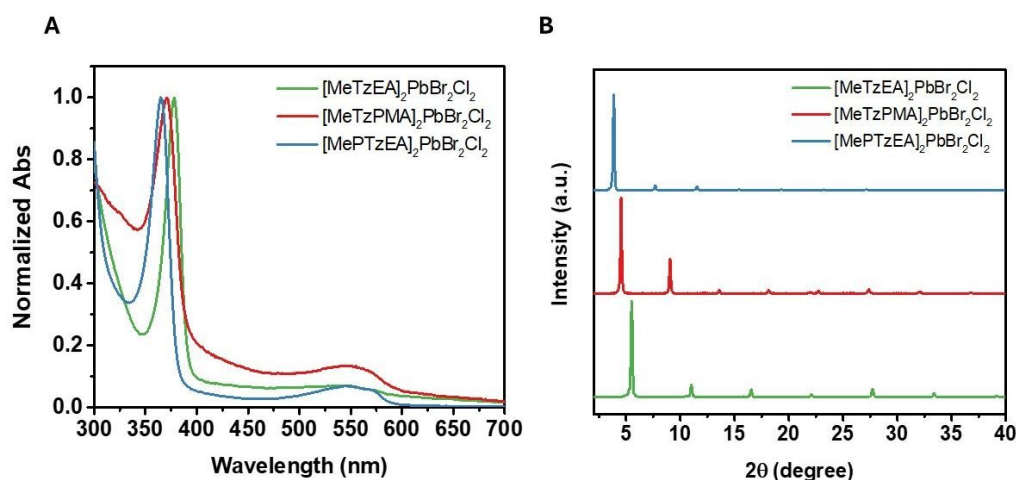 A
B
[MeTzEA]₂PbBr₂Cl₂
[MeTzPMA]₂PbBr₂Cl₂
[MePTzEA]₂PbBr₂Cl₂
Normalized Abs
1.0
0.8
0.6
0.4
0.2
0.0
300 350 400 450 500 550 600 650 700
Wavelength (nm)
[MeTzEA]₂PbBr₂Cl₂
[MeTzPMA]₂PbBr₂Cl₂
[MePTzEA]₂PbBr₂Cl₂
Intensity (a.u.)
5 10 15 20 25 30 35 40
2θ (degree)